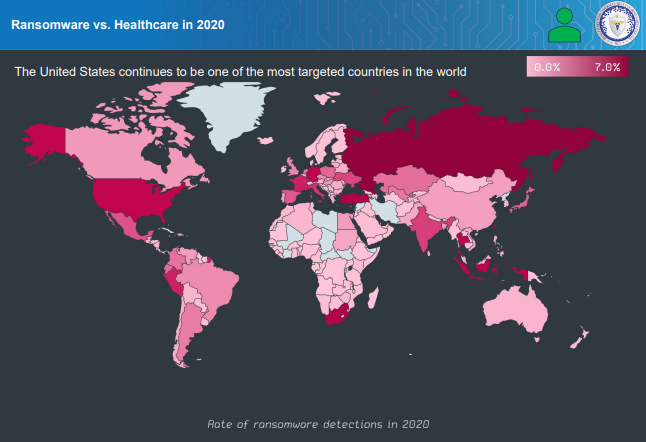 Ransomware vs. Healthcare in 2020
The United States continues to be one of the most targeted countries in the world
0.0% 7.0%
Rate of ransomware detections in 2020